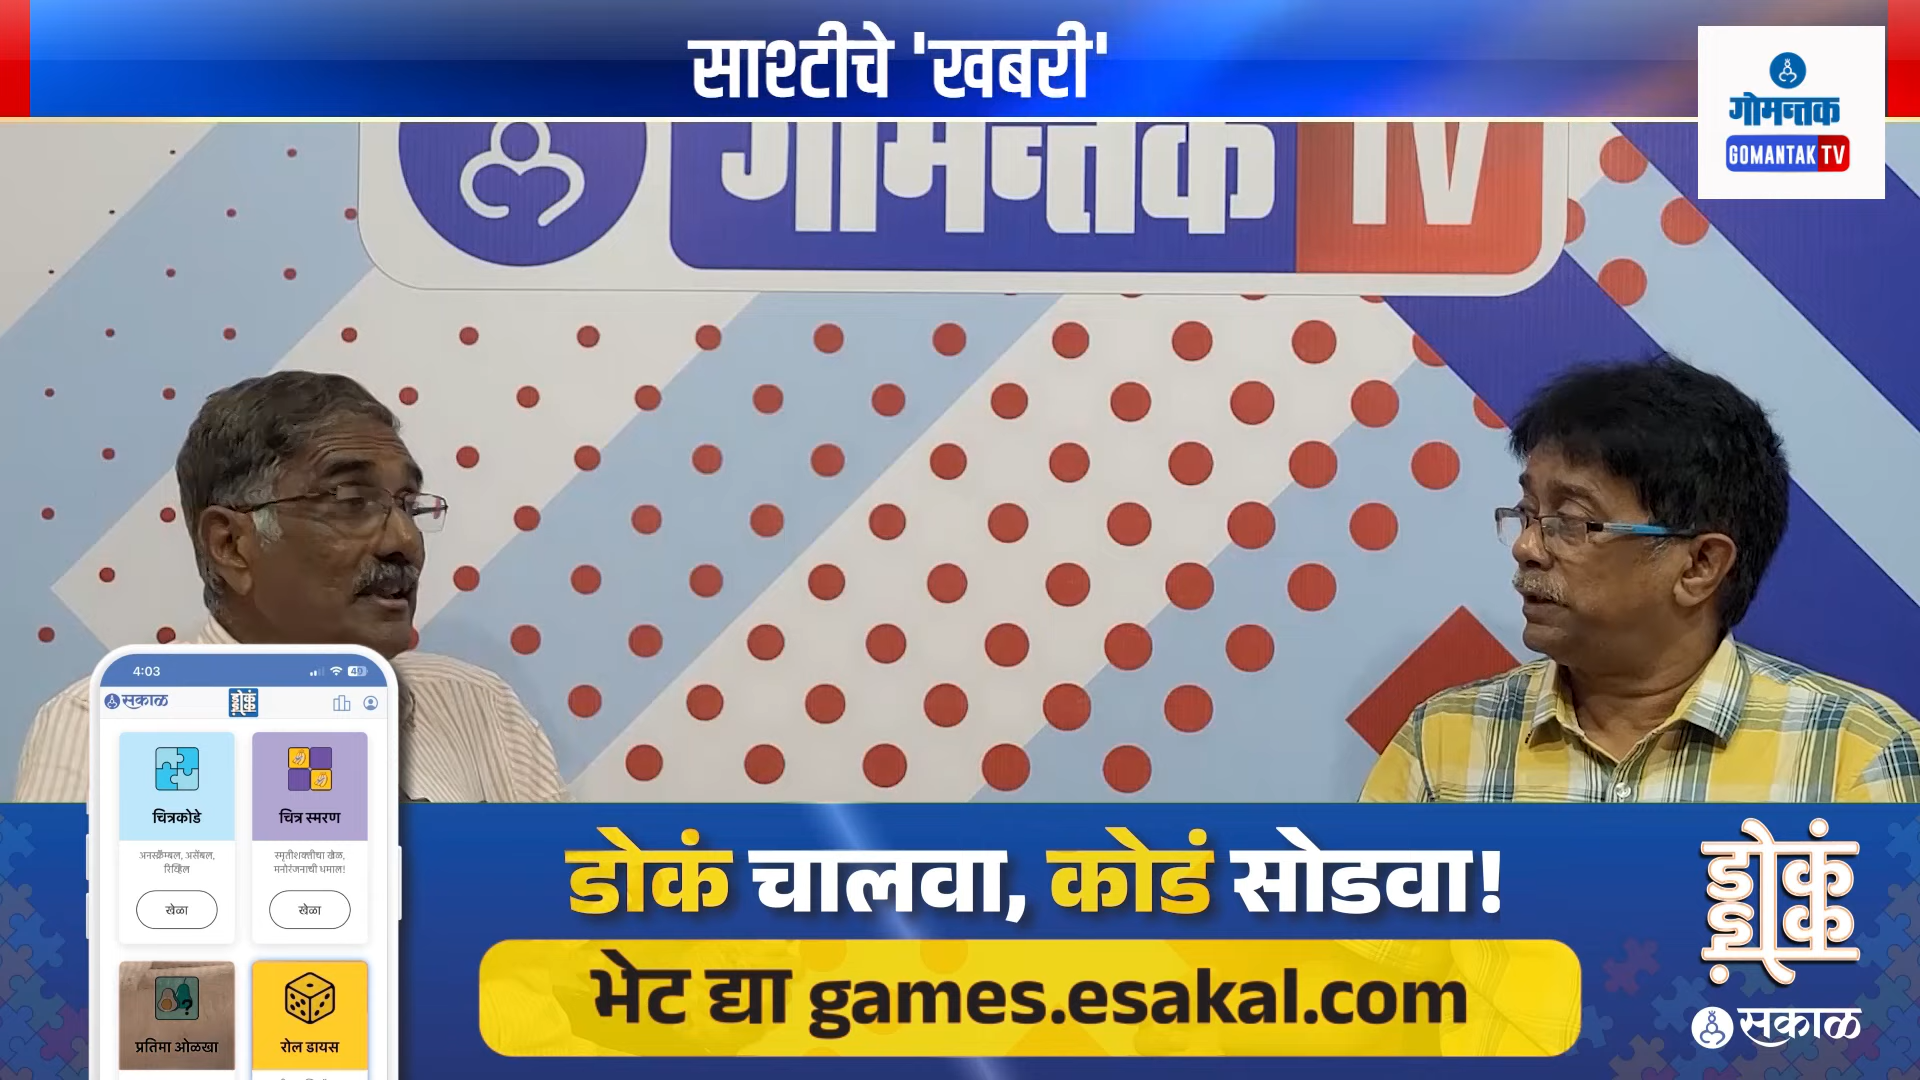 साश्टीचे 'खबरी'
गोमन्तक
GOMANTAK TV
गोमन्तक TV
4:03
सकाळ
डोकं
चित्रकोडे
अनस्क्रॅम्बल, असेंबल,
रिव्हिल
खेळा
चित्र स्मरण
स्मृतीशक्तीचा खेळ,
मनोरंजनाची धमाल!
खेळा
प्रतिमा ओळखा
रोल डायस
डोकं चालवा, कोडं सोडवा!
भेट द्या games.esakal.com
डोकं
सकाळ